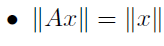 • ‖Ax‖ = ‖x‖